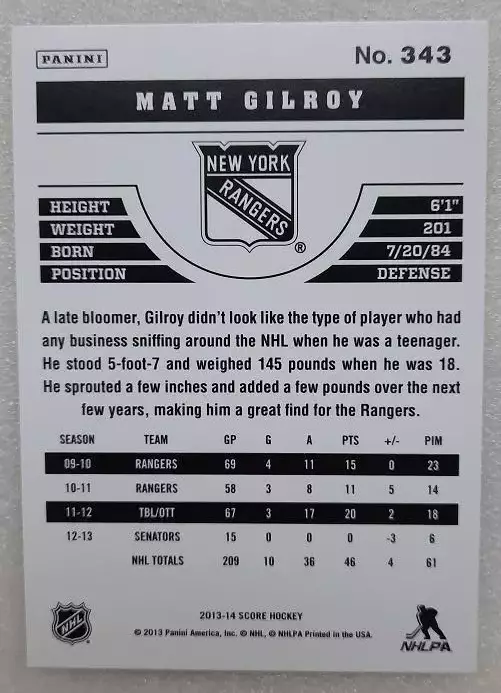 PANINI
No. 343
MATT GILROY
NEW YORK
RANGERS
®
HEIGHT 6'1"
WEIGHT 201
BORN 7/20/84
POSITION DEFENSE
A late bloomer, Gilroy didn't look like the type of player who had
any business sniffing around the NHL when he was a teenager.
He stood 5-foot-7 and weighed 145 pounds when he was 18.
He sprouted a few inches and added a few pounds over the next
few years, making him a great find for the Rangers.
SEASON TEAM GP G A PTS +/- PIM
09-10 RANGERS 69 4 11 15 0 23
10-11 RANGERS 58 3 8 11 5 14
11-12 TBL/OTT 67 3 17 20 2 18
12-13 SENATORS 15 0 0 0 -3 6
NHL TOTALS 209 10 36 46 4 61
NHL
2013-14 SCORE HOCKEY
© 2013 Panini America, Inc. © NHL, © NHLPA Printed in the USA.
NHLPA